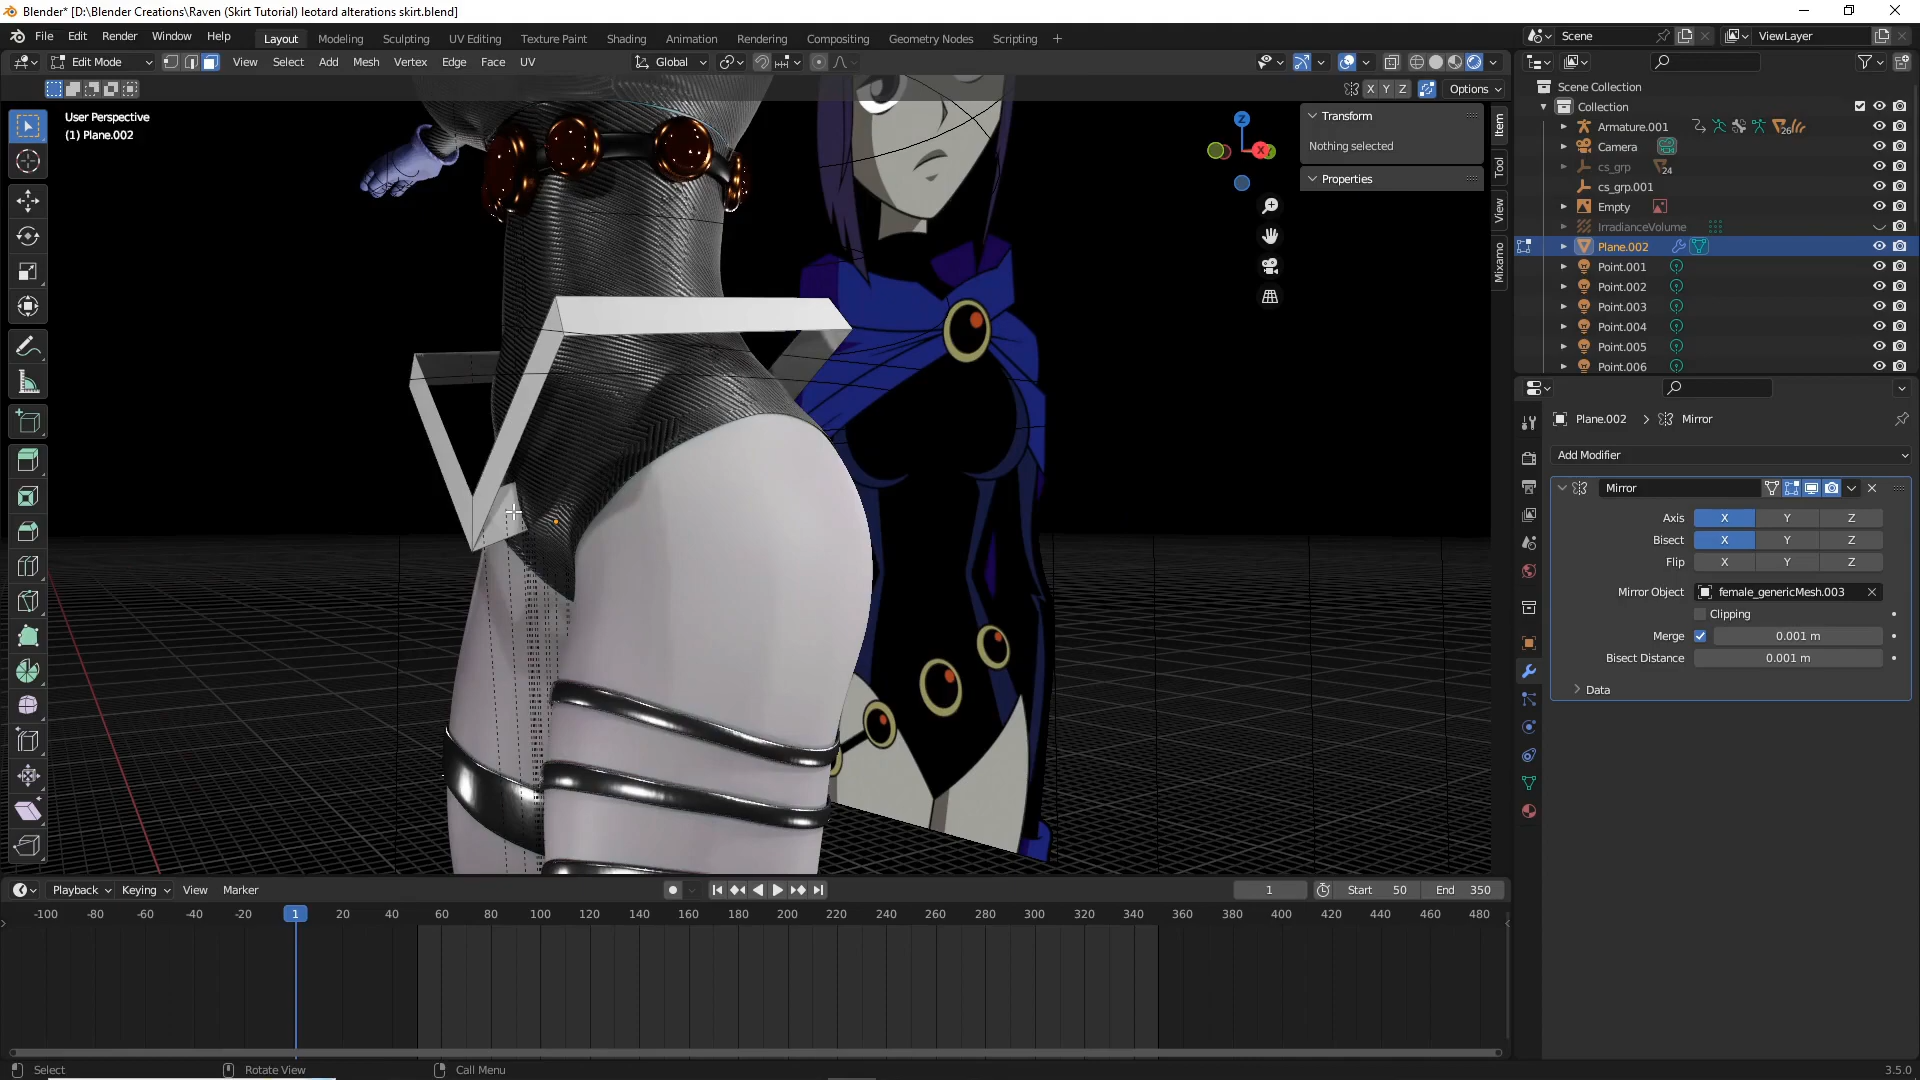 Blender* [D:\Blender Creations\Raven (Skirt Tutorial) leotard alterations skirt.blend]
File Edit Render Window Help Layout Modeling Sculpting UV Editing Texture Paint Shading Animation Rendering Compositing Geometry Nodes Scripting + Scene ViewLayer
Edit Mode View Select Add Mesh Vertex Edge Face UV Global
X Y Z Options
User Perspective
(1) Plane.002
Z
X
Y
Transform
Nothing selected
Properties
Item
Tool
View
Mixamo
Scene Collection
Collection
Armature.001 26
Camera
cs_grp 24
cs_grp.001
Empty
IrradianceVolume
Plane.002
Point.001
Point.002
Point.003
Point.004
Point.005
Point.006
Plane.002 > Mirror
Add Modifier
Mirror
Axis X Y Z
Bisect X Y Z
Flip X Y Z
Mirror Object female_genericMesh.003
Clipping
Merge 0.001 m
Bisect Distance 0.001 m
Data
Playback Keying View Marker 1 Start 50 End 350
-100 -80 -60 -40 -20 1 20 40 60 80 100 120 140 160 180 200 220 240 260 280 300 320 340 360 380 400 420 440 460 480
Select Rotate View Call Menu 3.5.0